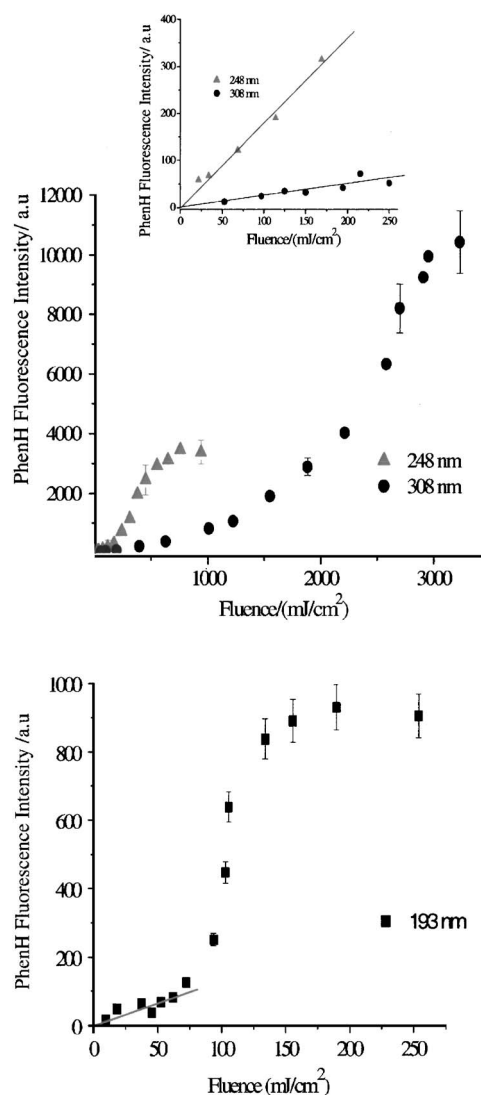 400
300
200
100
0
PhenH Fluorescence Intensity/ a.u
248 nm
308 nm
0 50 100 150 200 250
Fluence/(mJ/cm²)
12000
10000
8000
6000
4000
2000
PhenH Fluorescence Intensity/ a.u
248 nm
308 nm
1000 2000 3000
Fluence/(mJ/cm²)
1000
800
600
400
200
0
PhenH Fluorescence Intensity /a.u
193 nm
0 50 100 150 200 250
Fluence (mJ/cm²)